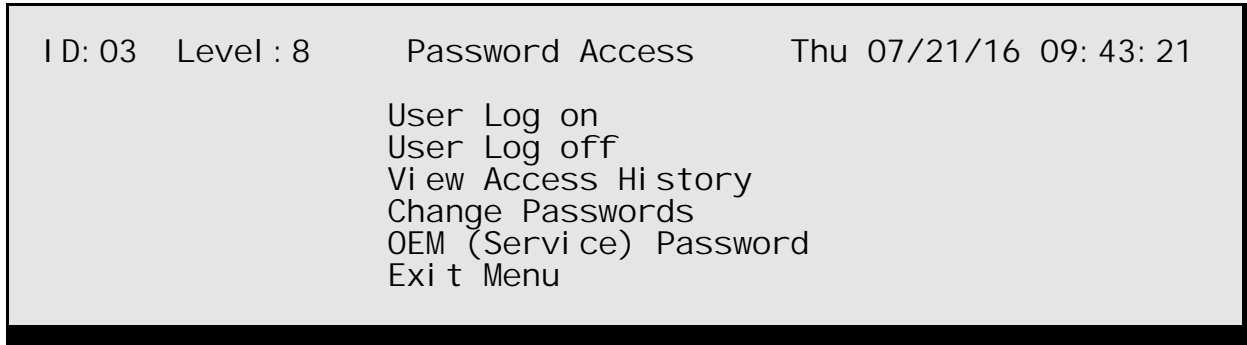 ID:03 Level:8 Password Access Thu 07/21/16 09:43:21
User Log on
User Log off
View Access History
Change Passwords
OEM (Service) Password
Exit Menu